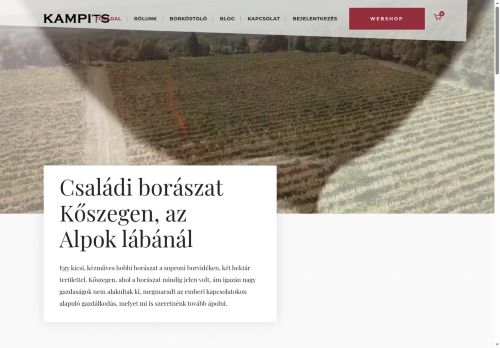 KAMPITS
FŐOLDAL
RÓLUNK
BORKÓSTOLÓ
BLOG
KAPCSOLAT
BEJELENTKEZÉS
WEBSHOP
0
Családi borászat
Kőszegen, az
Alpok lábánál
Egy kicsi, kézműves hobbi borászat a soproni borvidéken, két hektár
területtel. Kőszegen, ahol a borászat mindig jelen volt, ám igazán nagy
gazdaságok nem alakultak ki, megmaradt az emberi kapcsolatokon
alapuló gazdálkodás, melyet mi is szeretnénk tovább ápolni.